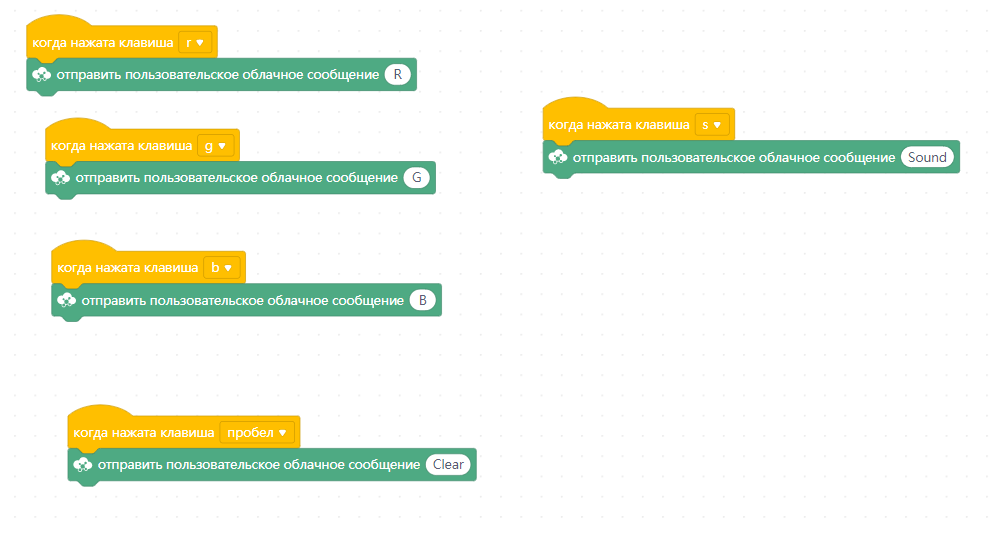 когда нажата клавиша r
отправить пользовательское облачное сообщение R
когда нажата клавиша g
отправить пользовательское облачное сообщение G
когда нажата клавиша b
отправить пользовательское облачное сообщение B
когда нажата клавиша пробел
отправить пользовательское облачное сообщение Clear
когда нажата клавиша s
отправить пользовательское облачное сообщение Sound